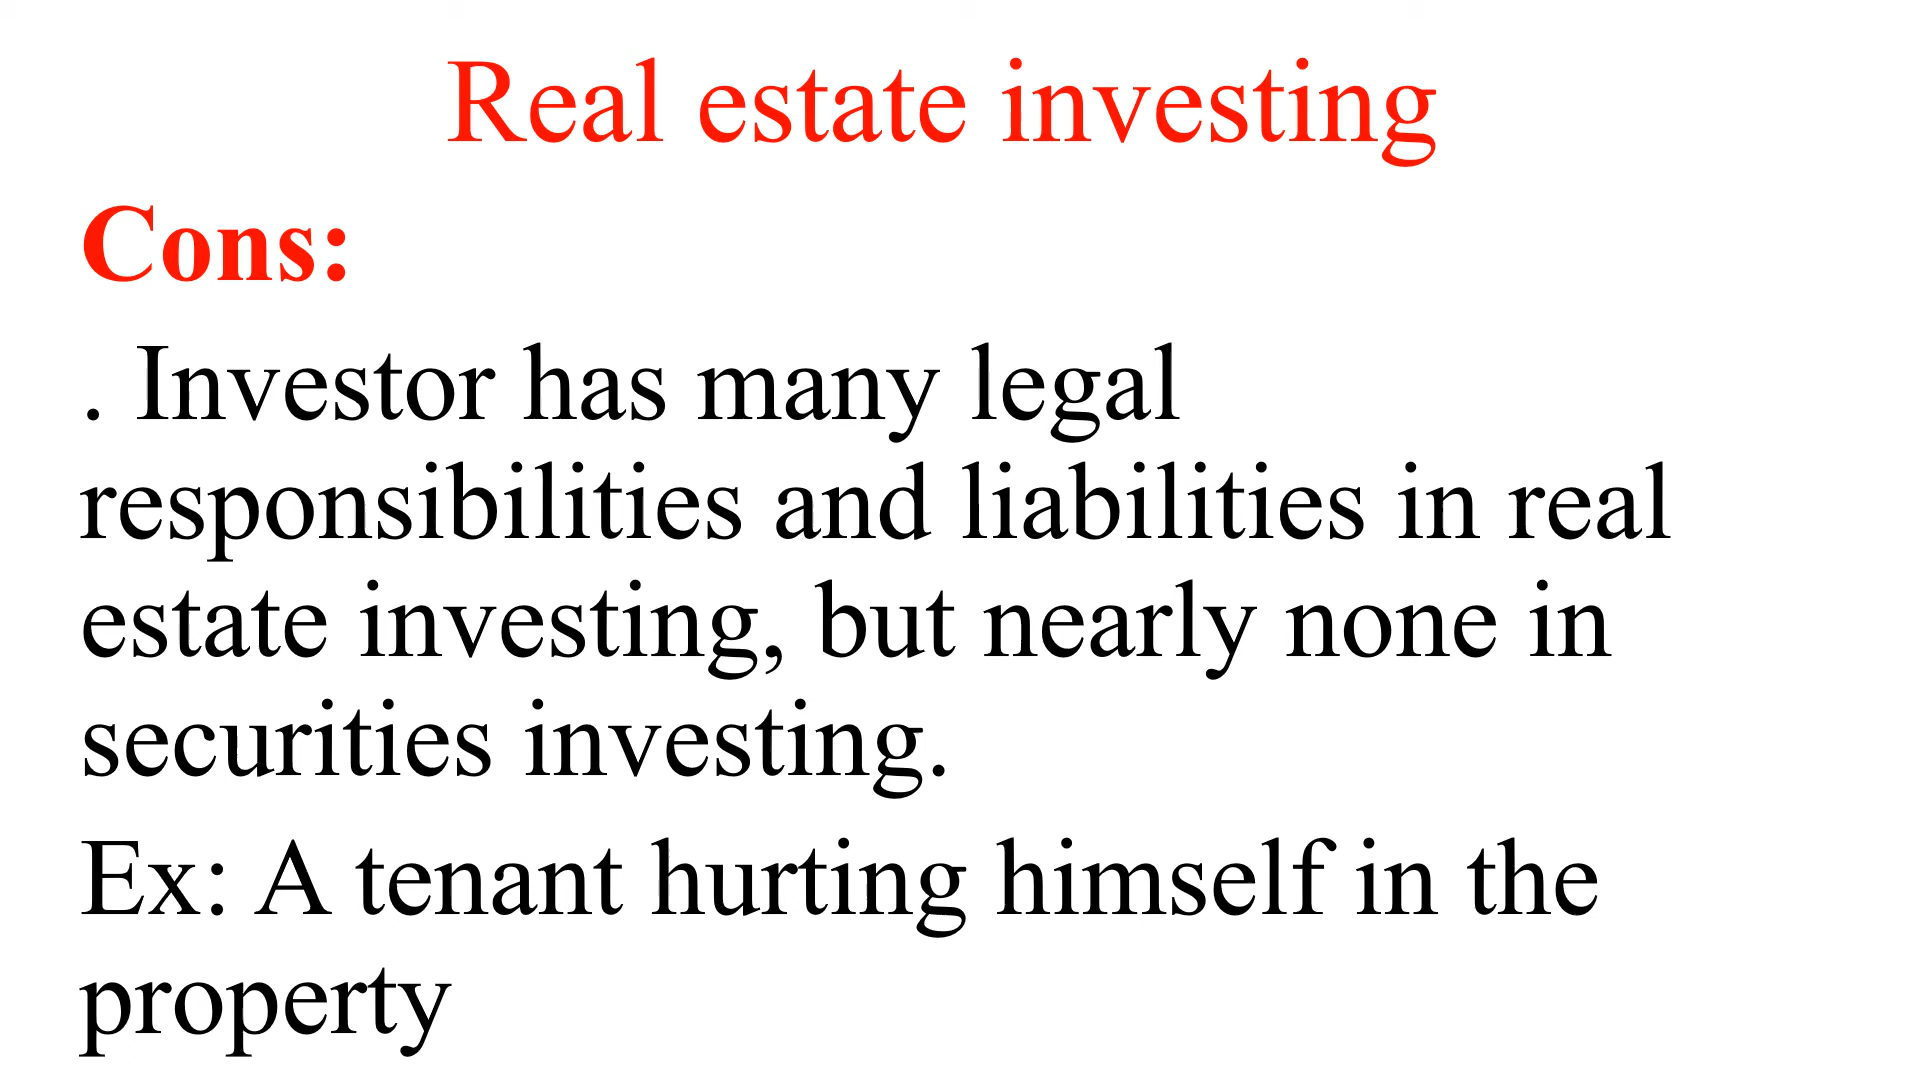 Real estate investing
Cons:
. Investor has many legal
responsibilities and liabilities in real
estate investing, but nearly none in
securities investing.
Ex: A tenant hurting himself in the
property